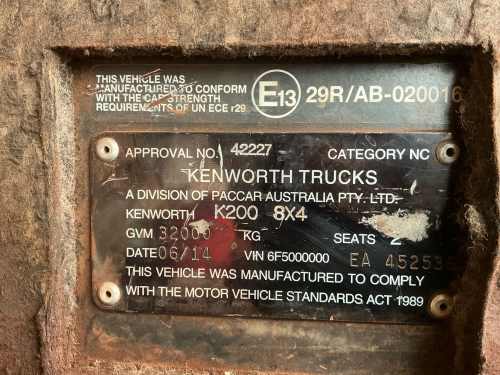 THIS VEHICLE WAS
MANUFACTURED TO CONFORM
WITH THE CAB STRENGTH
REQUIREMENTS OF UN ECE r29
E13 29R/AB-020016
APPROVAL NO. 42227 CATEGORY NC
KENWORTH TRUCKS
A DIVISION OF PACCAR AUSTRALIA PTY. LTD.
KENWORTH K200 8X4
GVM 32000 KG SEATS 2
DATE 06/14 VIN 6F5000000 EA 45253
THIS VEHICLE WAS MANUFACTURED TO COMPLY
WITH THE MOTOR VEHICLE STANDARDS ACT 1989